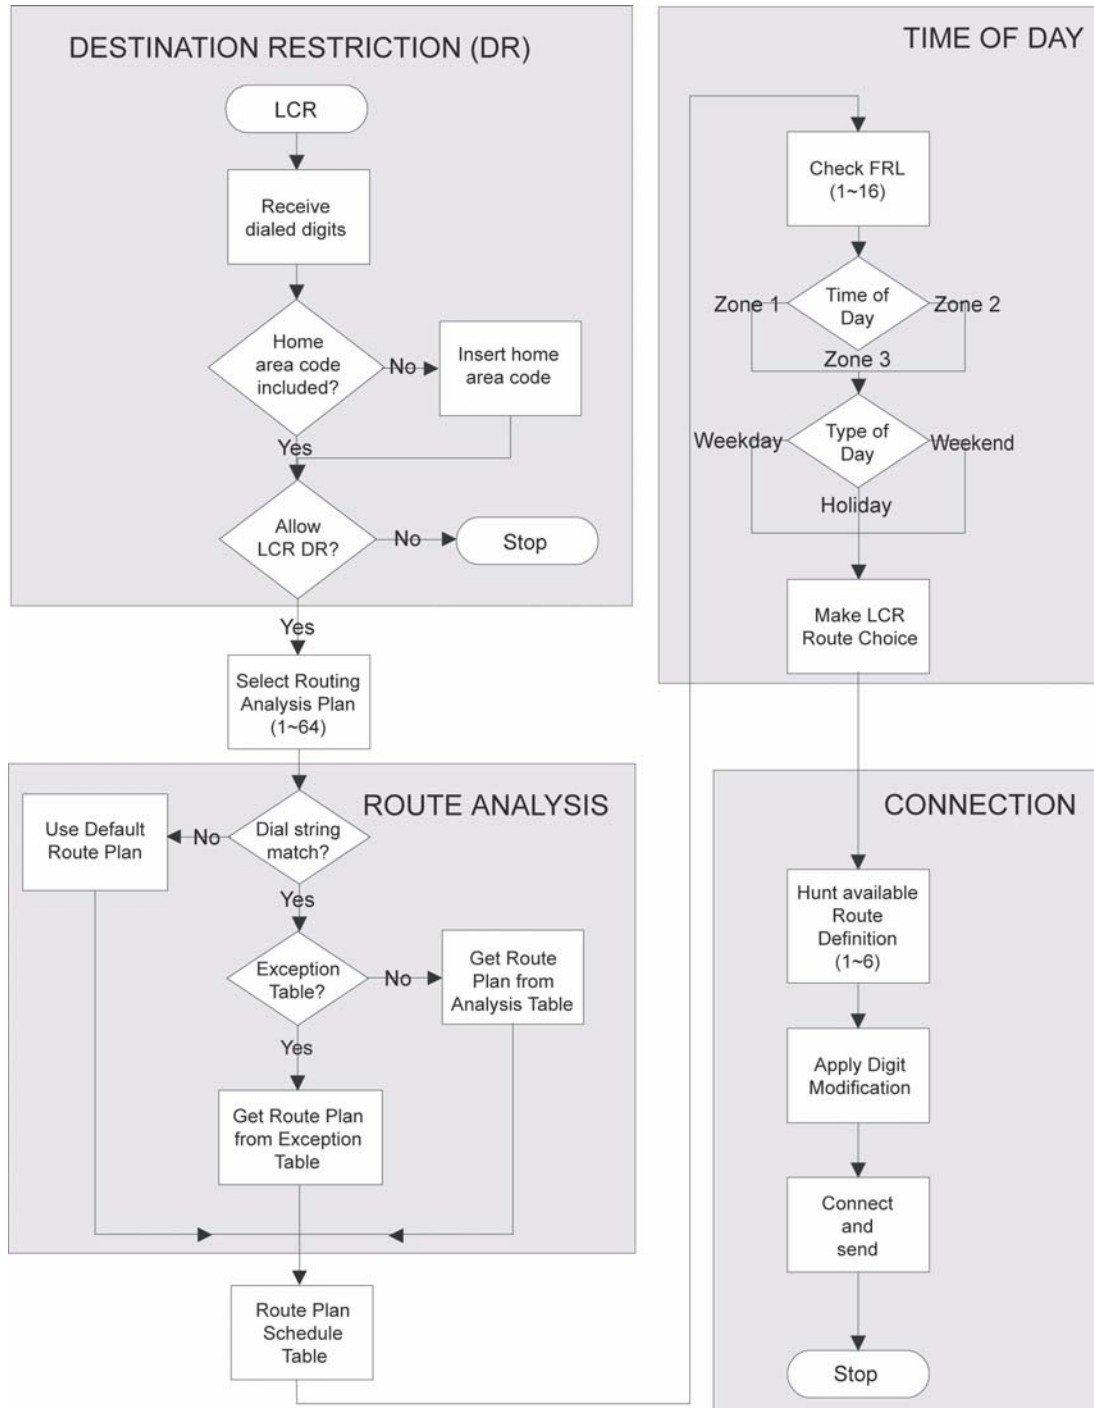 DESTINATION RESTRICTION (DR)
LCR
Receive
dialed digits
Home
area code
included?
No
Insert home
area code
Yes
Allow
LCR DR?
No
Stop
Yes
Select Routing
Analysis Plan
(1~64)
ROUTE ANALYSIS
Dial string
match?
No
Use Default
Route Plan
Yes
Exception
Table?
No
Get Route
Plan from
Analysis Table
Yes
Get Route Plan
from Exception
Table
Route Plan
Schedule
Table
TIME OF DAY
Check FRL
(1~16)
Time of
Day
Zone 1
Zone 2
Zone 3
Type of
Day
Weekday
Weekend
Holiday
Make LCR
Route Choice
CONNECTION
Hunt available
Route
Definition
(1~6)
Apply Digit
Modification
Connect
and
send
Stop